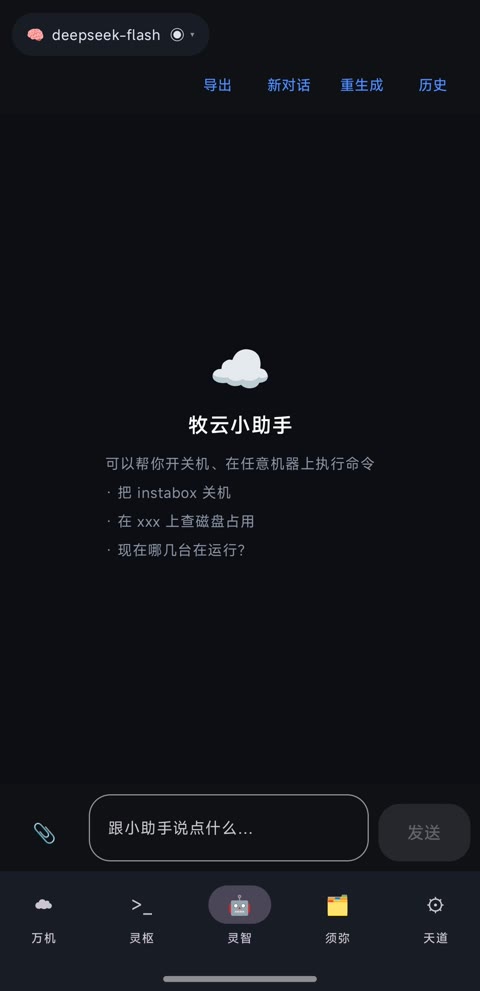 deepseek-flash
导出 新对话 重生成 历史
牧云小助手
可以帮你开关机、在任意机器上执行命令
· 把 instabox 关机
· 在 xxx 上查磁盘占用
· 现在哪几台在运行?
跟小助手说点什么...
发送
>_
万机 灵枢 灵智 须弥 天道